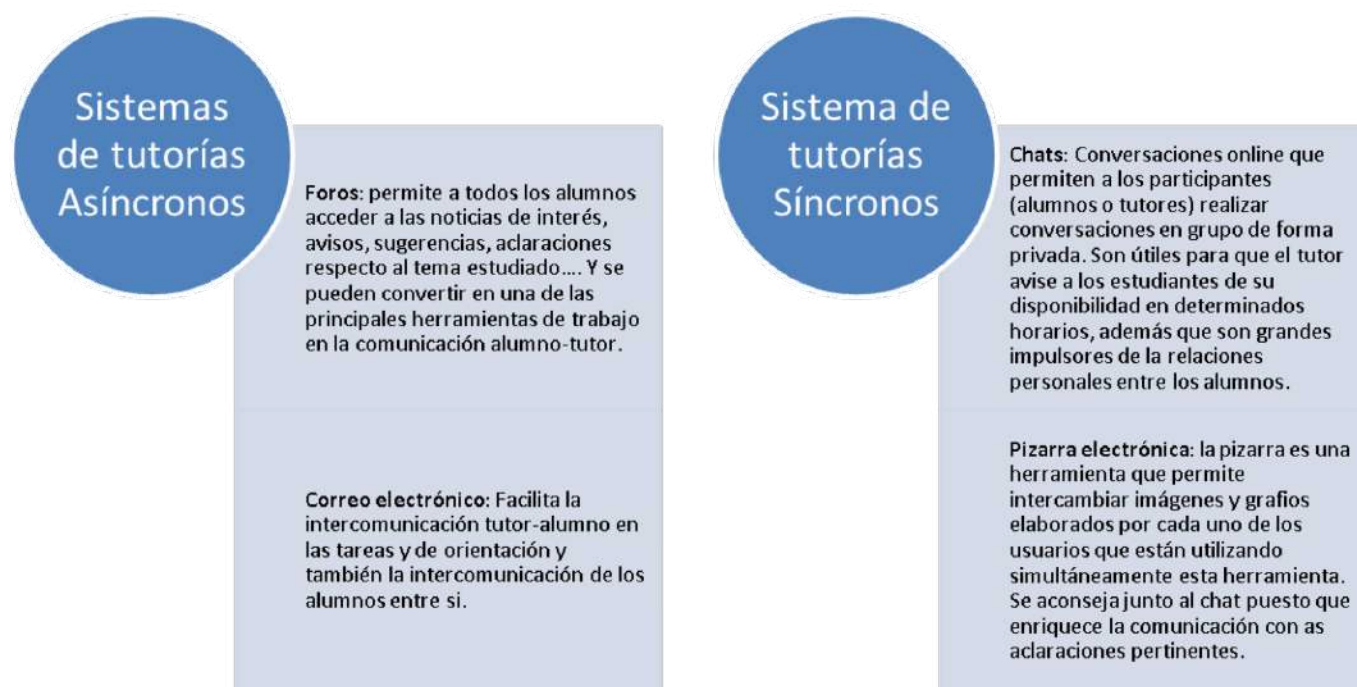 Sistemas
de tutorías
Asíncronos
Foros: permite a todos los alumnos
acceder a las noticias de interés,
avisos, sugerencias, aclaraciones
respecto al tema estudiado.... Y se
pueden convertir en una de las
principales herramientas de trabajo
en la comunicación alumno-tutor.
Correo electrónico: Facilita la
intercomunicación tutor-alumno en
las tareas y de orientación y
también la intercomunicación de los
alumnos entre si.
Sistema de
tutorías
Síncronos
Chats: Conversaciones online que
permiten a los participantes
(alumnos o tutores) realizar
conversaciones en grupo de forma
privada. Son útiles para que el tutor
avise a los estudiantes de su
disponibilidad en determinados
horarios, además que son grandes
impulsores de la relaciones
personales entre los alumnos.
Pizarra electrónica: la pizarra es una
herramienta que permite
intercambiar imágenes y grafios
elaborados por cada uno de los
usuarios que están utilizando
simultáneamente esta herramienta.
Se aconseja junto al chat puesto que
enriquece la comunicación con as
aclaraciones pertinentes.